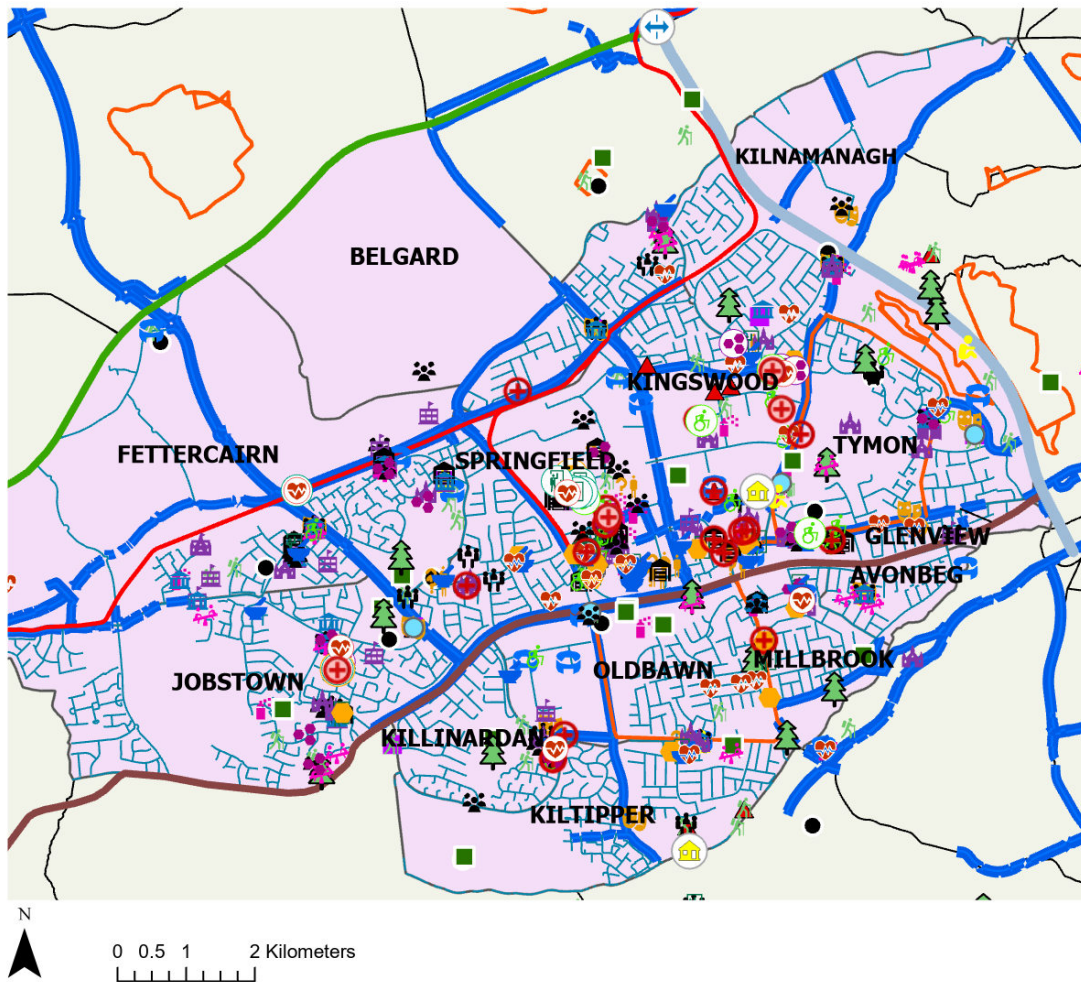 KILNAMANAGH
BELGARD
KINGSWOOD
TYMON
FETTERCAIRN
SPRINGFIELD
GLENVIEW
AVONBEG
MILLBROOK
OLDBAWN
JOBSTOWN
KILLINARDAN
KILTIPPER
N
0 0.5 1 2 Kilometers